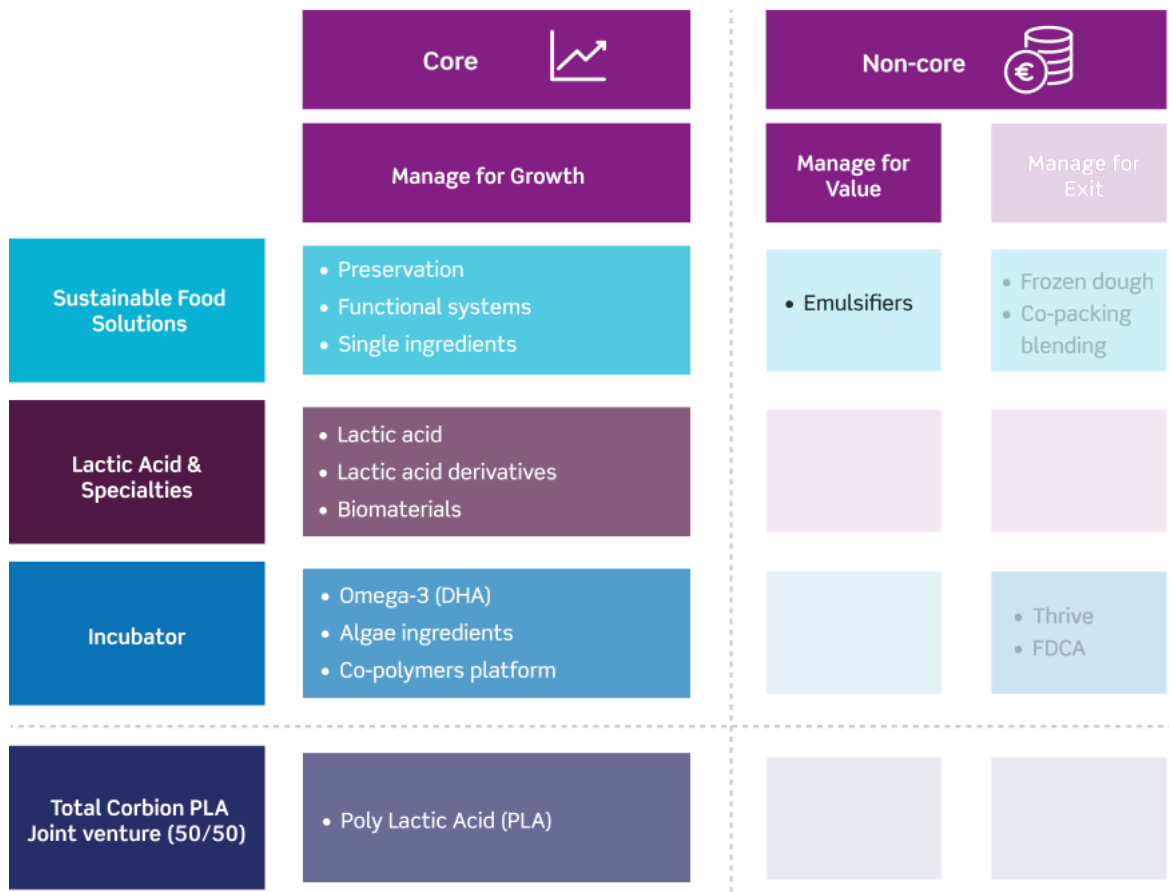 Core
Non-core
€
Manage for Growth
Manage for
Value
Manage for
Exit
Sustainable Food
Solutions
• Preservation
• Functional systems
• Single ingredients
• Emulsifiers
• Frozen dough
• Co-packing
blending
Lactic Acid &
Specialties
• Lactic acid
• Lactic acid derivatives
• Biomaterials
Incubator
• Omega-3 (DHA)
• Algae ingredients
• Co-polymers platform
• Thrive
• FDCA
Total Corbion PLA
Joint venture (50/50)
• Poly Lactic Acid (PLA)